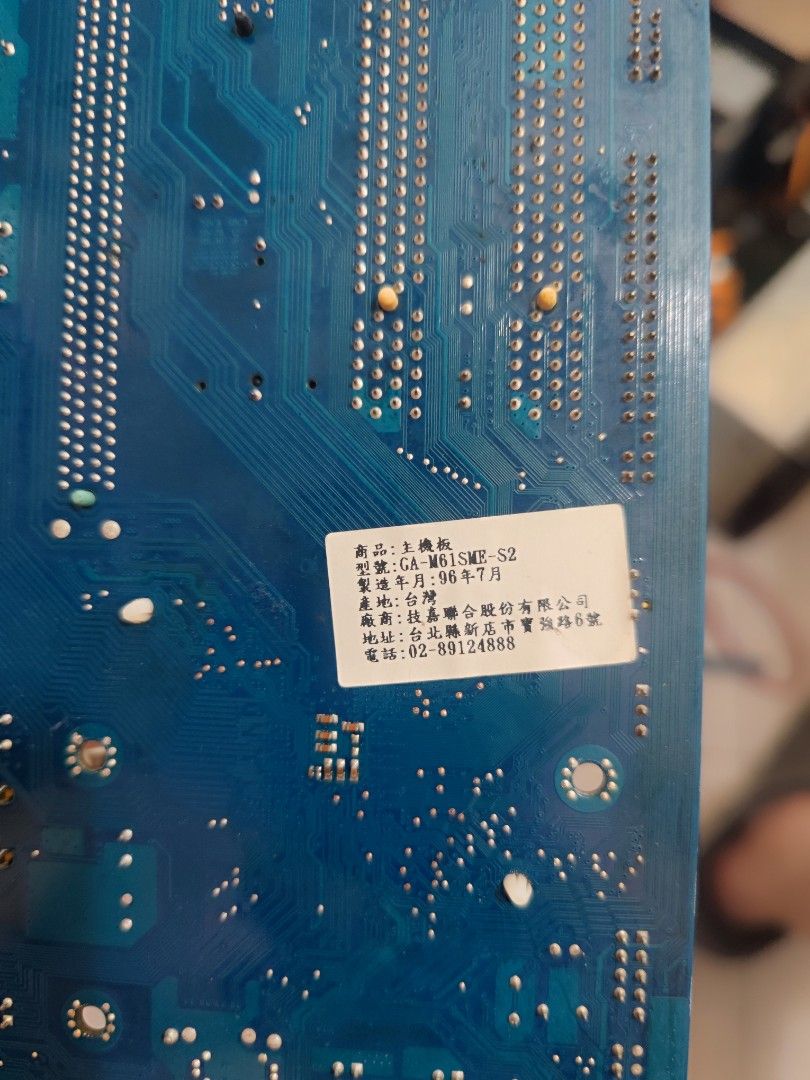 商品:主機板
型號:GA-M61SME-S2
製造年月:96年7月
產地:台灣
廠商:技嘉聯合股份有限公司
地址:台北縣新店市寶強路6號
電話:02-89124888